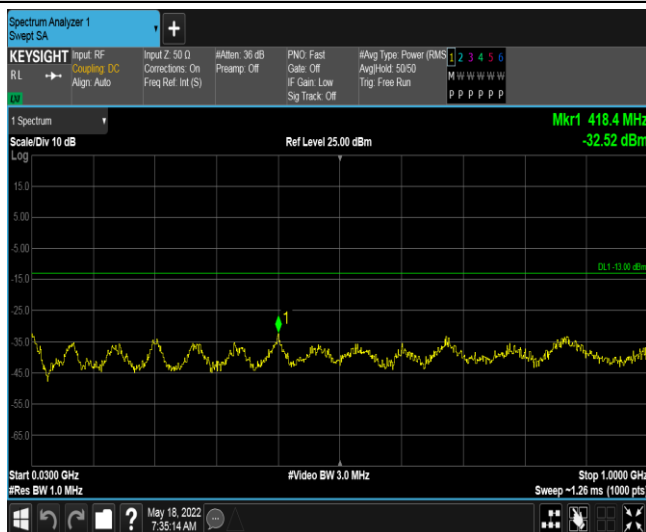 Spectrum Analyzer 1
Swept SA
+
KEYSIGHT
RL
Input: RF
Coupling: DC
Align: Auto
Input Z: 50 Ω
Corrections: On
Freq Ref: Int (S)
#Atten: 36 dB
Preamp: Off
PNO: Fast
Gate: Off
IF Gain: Low
Sig Track: Off
#Avg Type: Power (RMS
Avg|Hold: 50/50
Trig: Free Run
1 2 3 4 5 6
M W W W W W
P P P P P P
1 Spectrum
Mkr1 418.4 MHz
-32.52 dBm
Scale/Div 10 dB
Ref Level 25.00 dBm
Log
15.0
5.00
-5.00
DL1 -13.00 dBm
-15.0
-25.0
1
-35.0
-45.0
-55.0
-65.0
Start 0.0300 GHz
#Video BW 3.0 MHz
Stop 1.0000 GHz
#Res BW 1.0 MHz
Sweep ~1.26 ms (1000 pts)
?
May 18, 2022
7:35:14 AM